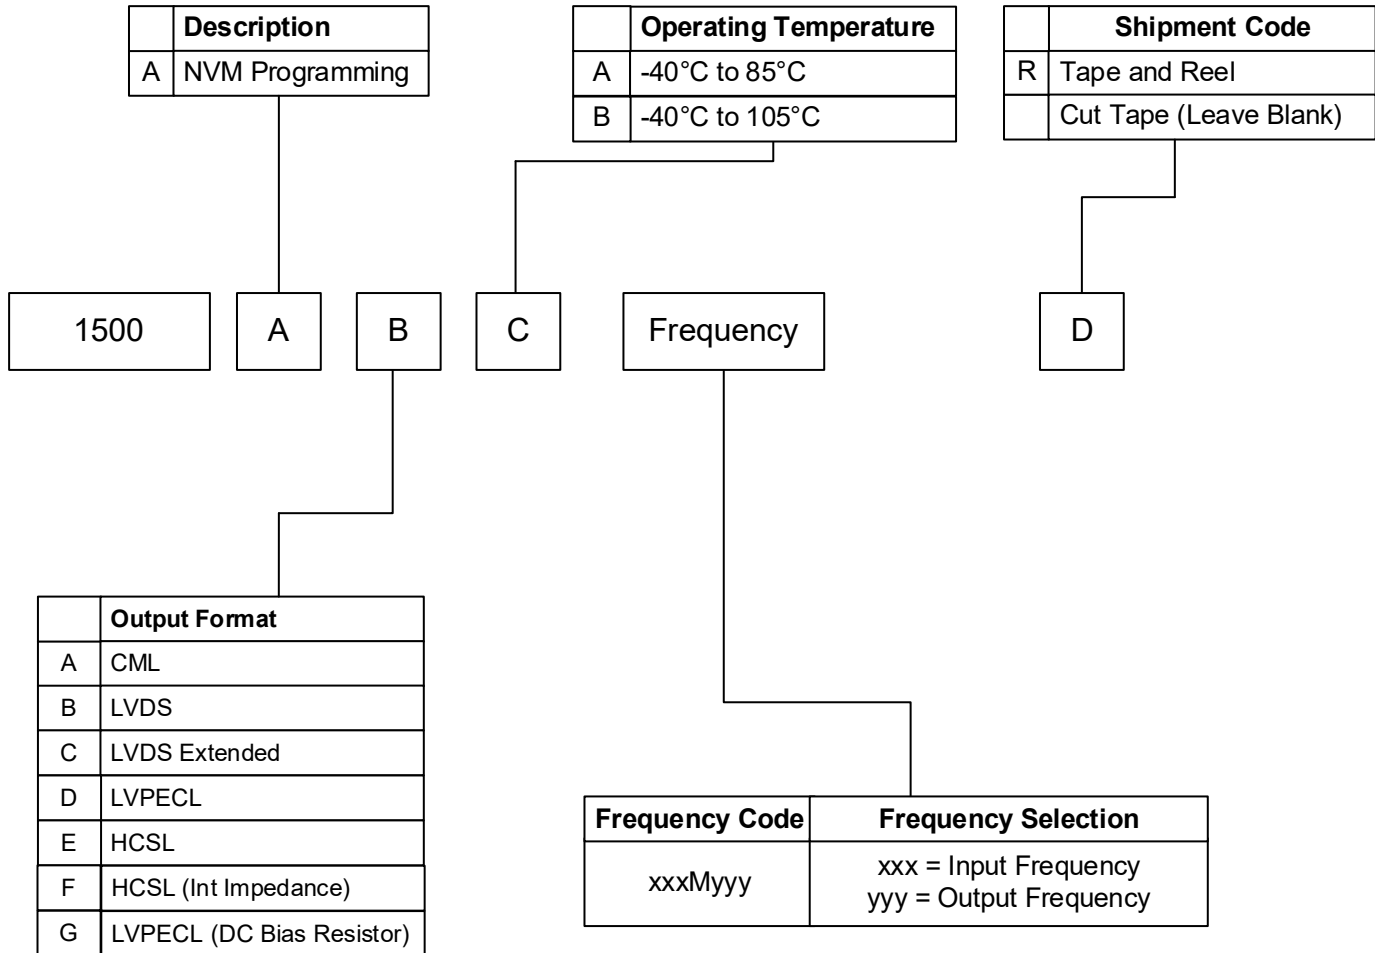 Description
A NVM Programming
Operating Temperature
A -40°C to 85°C
B -40°C to 105°C
Shipment Code
R Tape and Reel
Cut Tape (Leave Blank)
1500 A B C Frequency D
Output Format
A CML
B LVDS
C LVDS Extended
D LVPECL
E HCSL
F HCSL (Int Impedance)
G LVPECL (DC Bias Resistor)
Frequency Code Frequency Selection
xxxMyyy
xxx = Input Frequency
yyy = Output Frequency